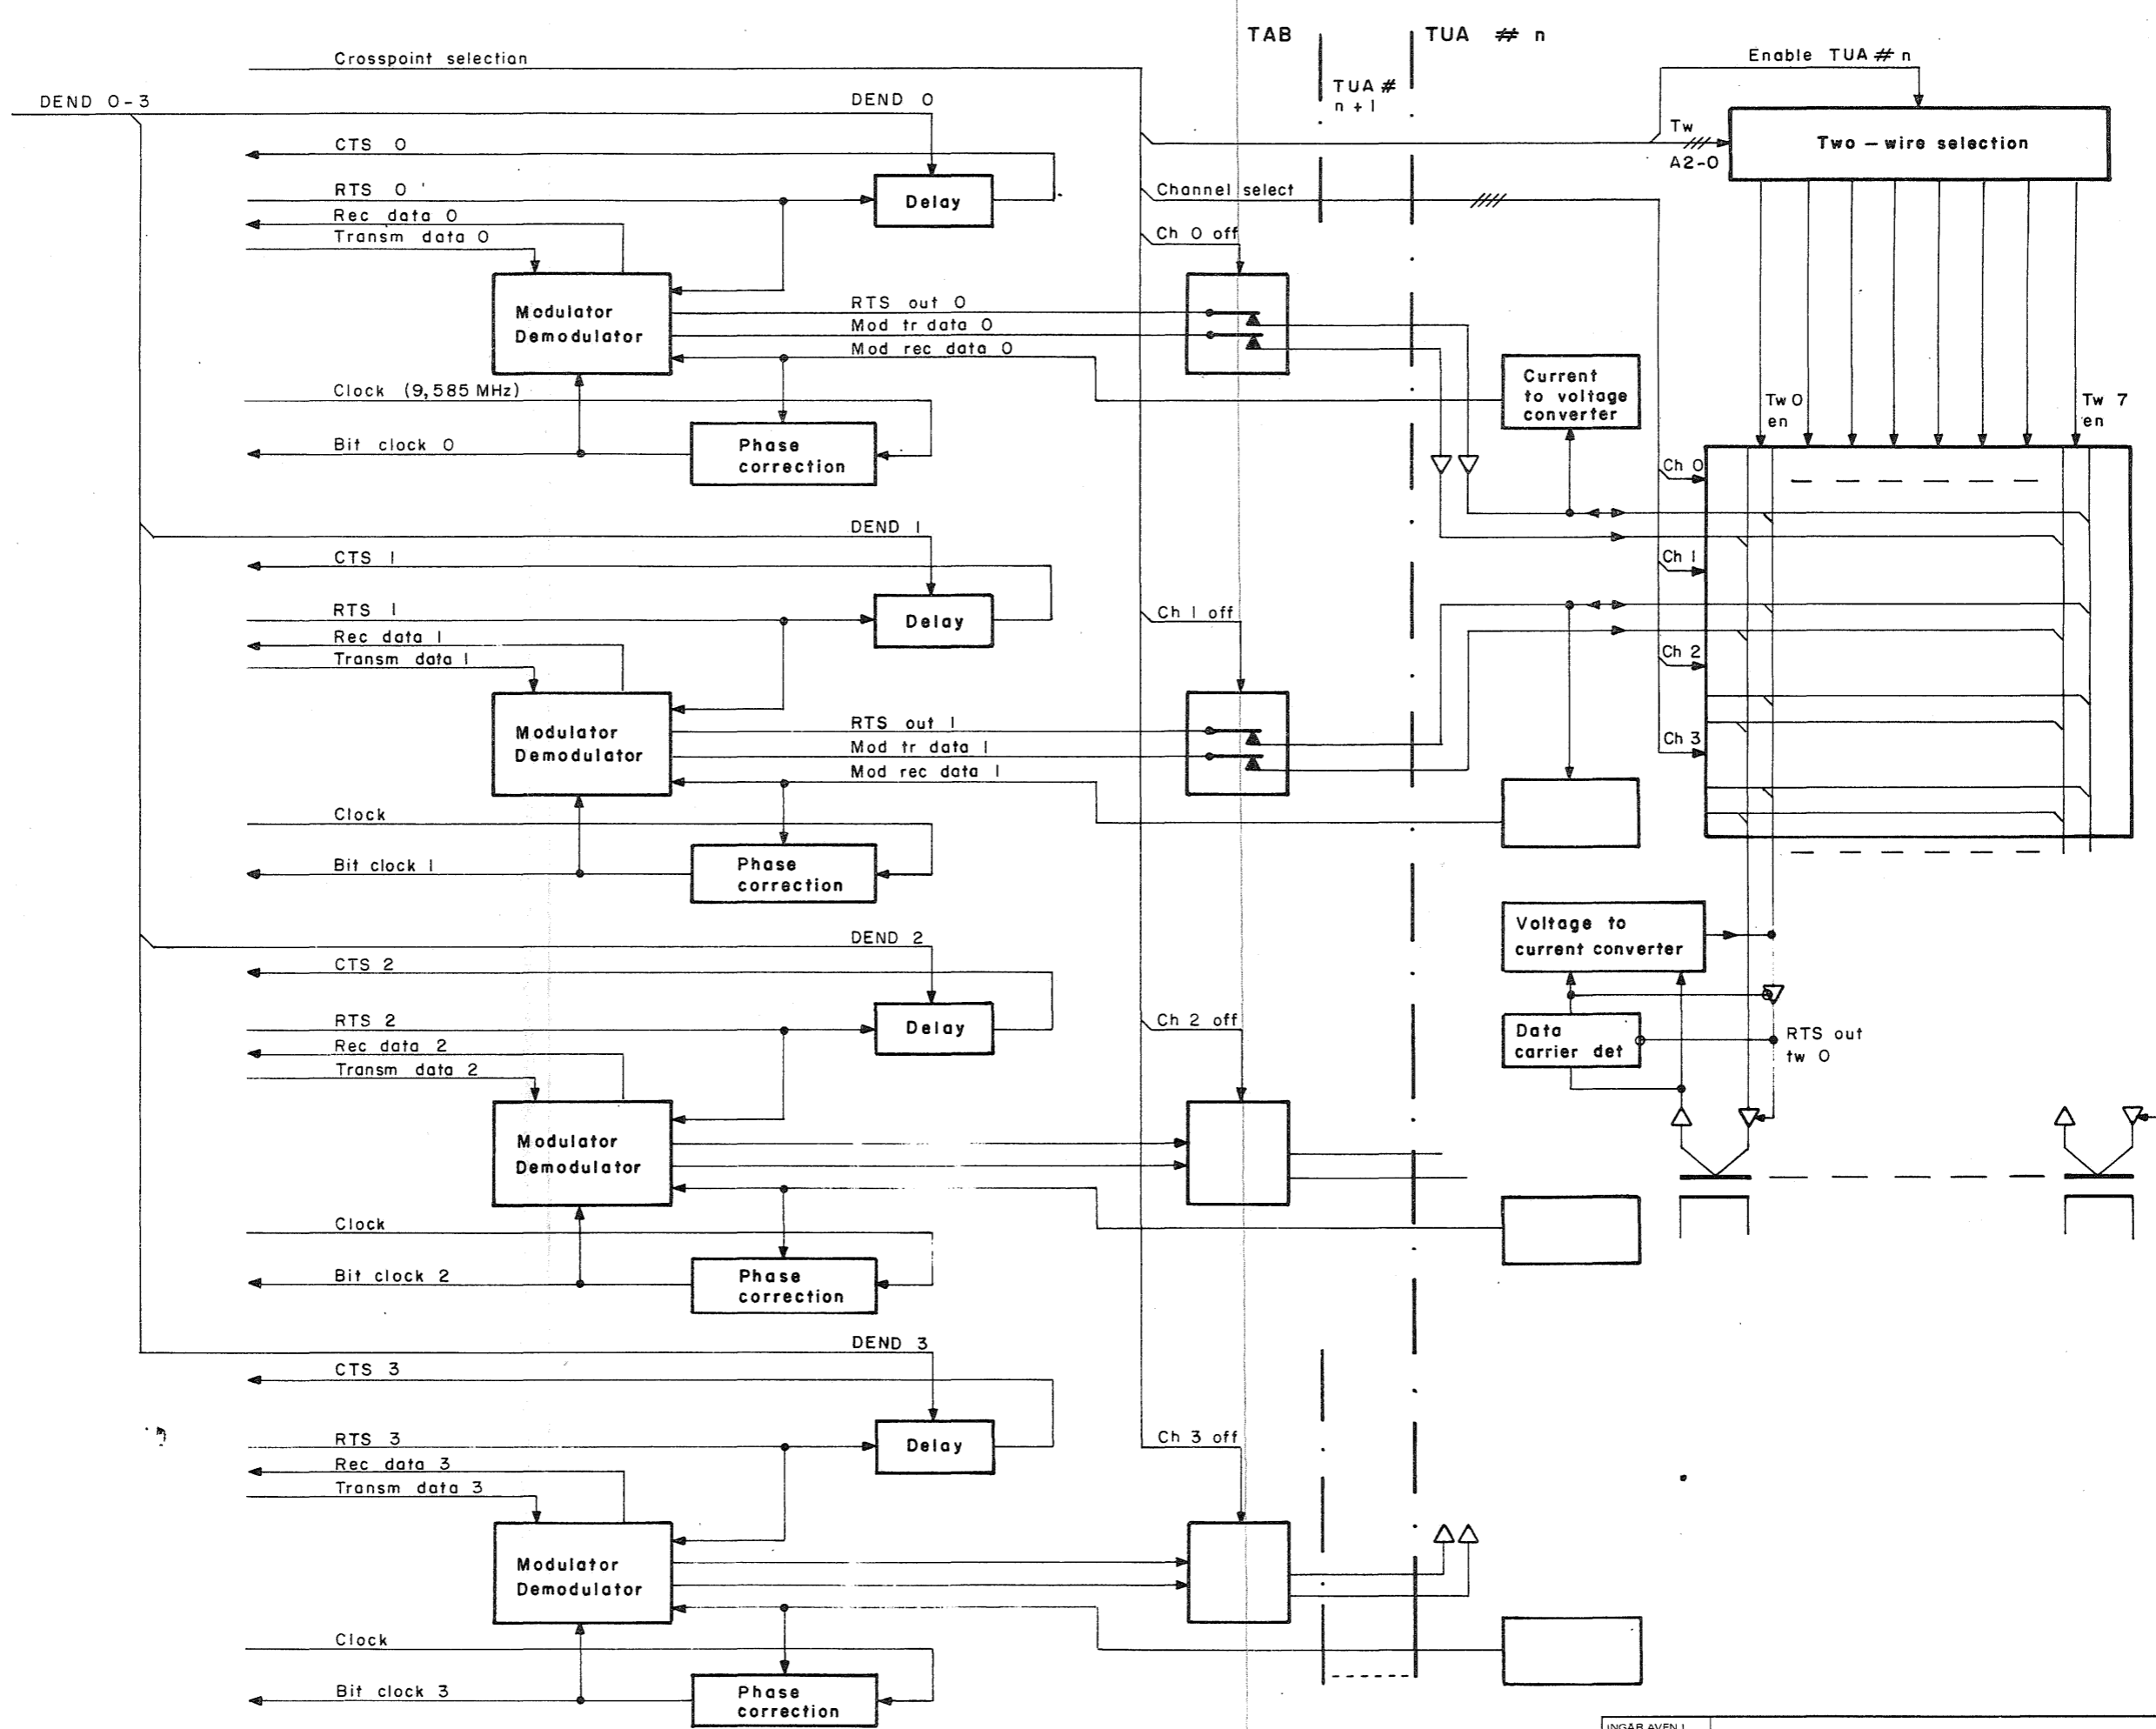 TAB
TUA # n
TUA #
n + 1
Crosspoint selection
Enable TUA # n
DEND 0-3
DEND 0
Tw
A2-0
Two - wire selection
CTS 0
RTS 0
Delay
Channel select
Rec data 0
Transm data 0
Ch 0 off
Modulator
Demodulator
RTS out 0
Mod tr data 0
Mod rec data 0
Clock (9,585 MHz)
Current
to voltage
converter
Tw 0
en
Tw 7
en
Bit clock 0
Phase
correction
Ch 0
DEND 1
CTS 1
Ch 1
RTS 1
Delay
Ch 1 off
Rec data 1
Transm data 1
Ch 2
Modulator
Demodulator
RTS out 1
Mod tr data 1
Mod rec data 1
Ch 3
Clock
Bit clock 1
Phase
correction
DEND 2
Voltage to
current converter
CTS 2
RTS 2
Delay
Ch 2 off
Data
carrier det
RTS out
tw 0
Rec data 2
Transm data 2
Modulator
Demodulator
Clock
Bit clock 2
Phase
correction
DEND 3
CTS 3
RTS 3
Delay
Ch 3 off
Rec data 3
Transm data 3
Modulator
Demodulator
Clock
Bit clock 3
Phase
correction